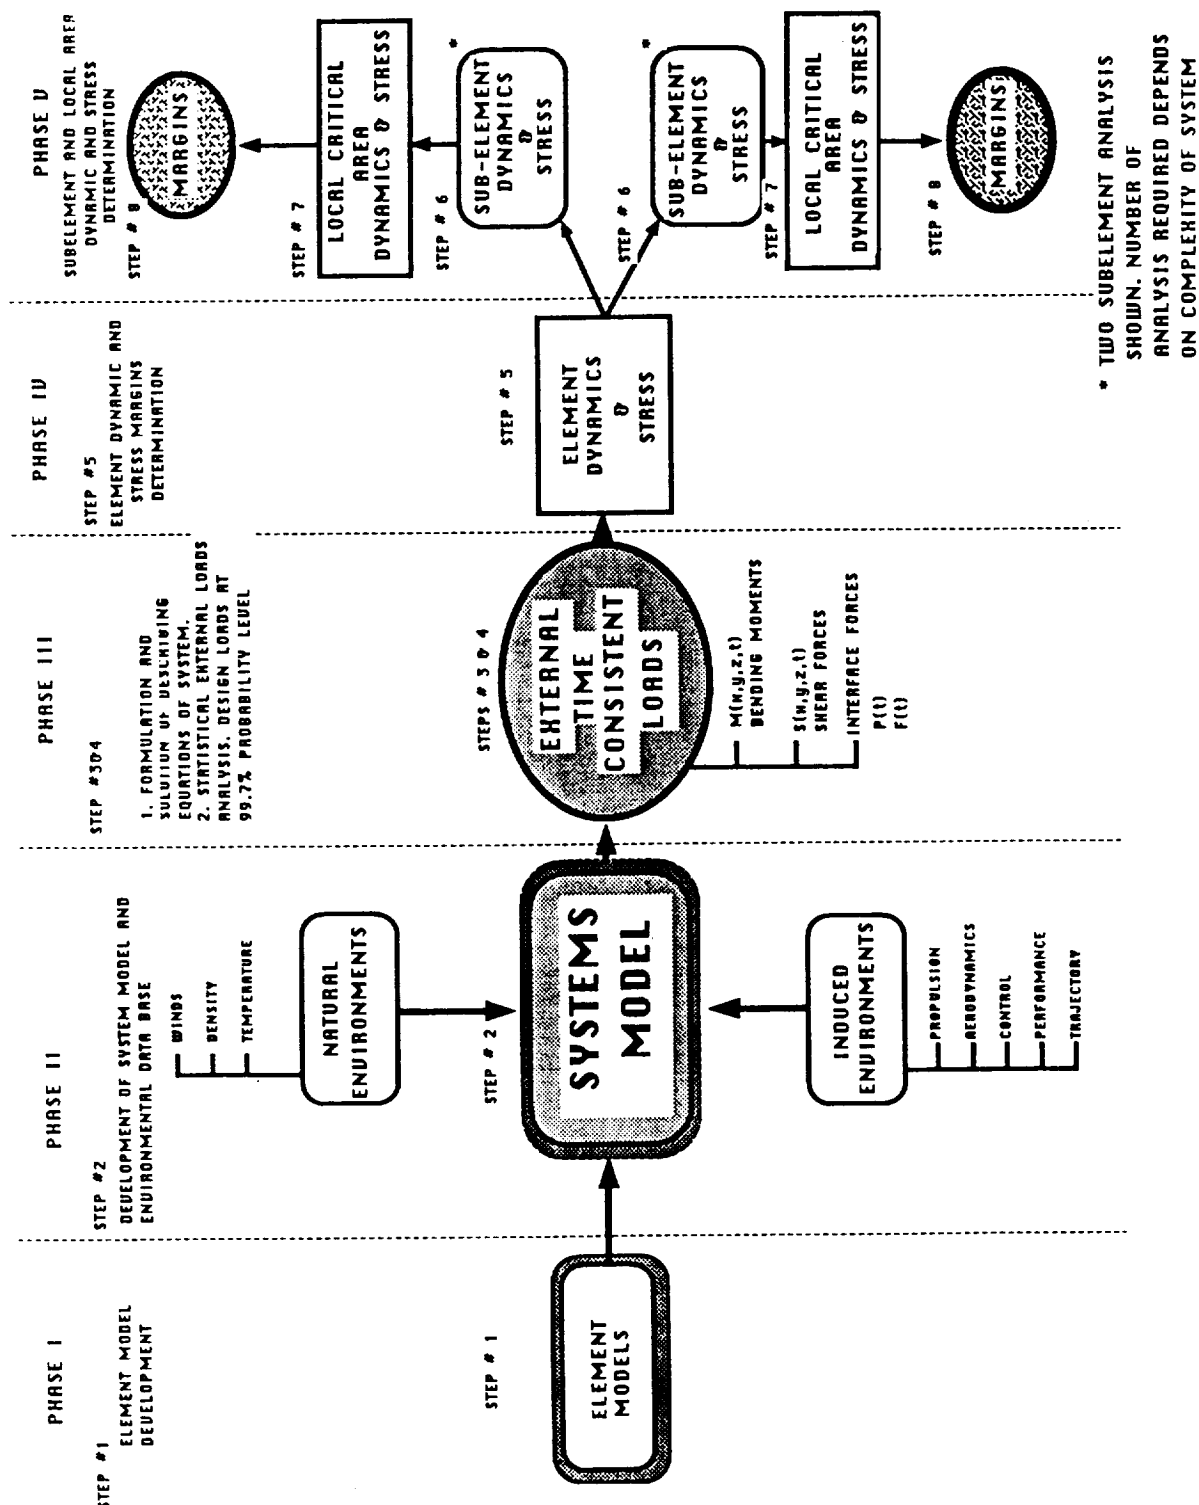 PHASE I
STEP #1
ELEMENT MODEL
DEVELOPMENT
STEP # 1
ELEMENT
MODELS
PHASE II
STEP #2
DEVELOPMENT OF SYSTEM MODEL AND
ENVIRONMENTAL DATA BASE
WINDS
DENSITY
TEMPERATURE
NATURAL
ENVIRONMENTS
STEP # 2
SYSTEMS
MODEL
INDUCED
ENVIRONMENTS
PROPULSION
AERODYNAMICS
CONTROL
PERFORMANCE
TRAJECTORY
PHASE III
STEP #3&4
1. FORMULATION AND
SOLUTION OF DESCRIBING
EQUATIONS OF SYSTEM.
2. STATISTICAL EXTERNAL LOADS
ANALYSIS. DESIGN LOADS AT
99.7% PROBABILITY LEVEL
STEPS # 3 & 4
EXTERNAL
TIME
CONSISTENT
LOADS
M(x,y,z,t)
BENDING MOMENTS
S(x,y,z,t)
SHEAR FORCES
INTERFACE FORCES
P(t)
F(t)
PHASE IV
STEP #5
ELEMENT DYNAMIC AND
STRESS MARGINS
DETERMINATION
STEP # 5
ELEMENT
DYNAMICS
&
STRESS
PHASE V
SUBELEMENT AND LOCAL AREA
DYNAMIC AND STRESS
DETERMINATION
STEP # 8
MARGINS
STEP # 7
LOCAL CRITICAL
AREA
DYNAMICS & STRESS
STEP # 6
*
SUB-ELEMENT
DYNAMICS
&
STRESS
STEP # 6
*
SUB-ELEMENT
DYNAMICS
&
STRESS
STEP # 7
LOCAL CRITICAL
AREA
DYNAMICS & STRESS
STEP # 8
MARGINS
* TWO SUBELEMENT ANALYSIS
SHOWN. NUMBER OF
ANALYSIS REQUIRED DEPENDS
ON COMPLEXITY OF SYSTEM